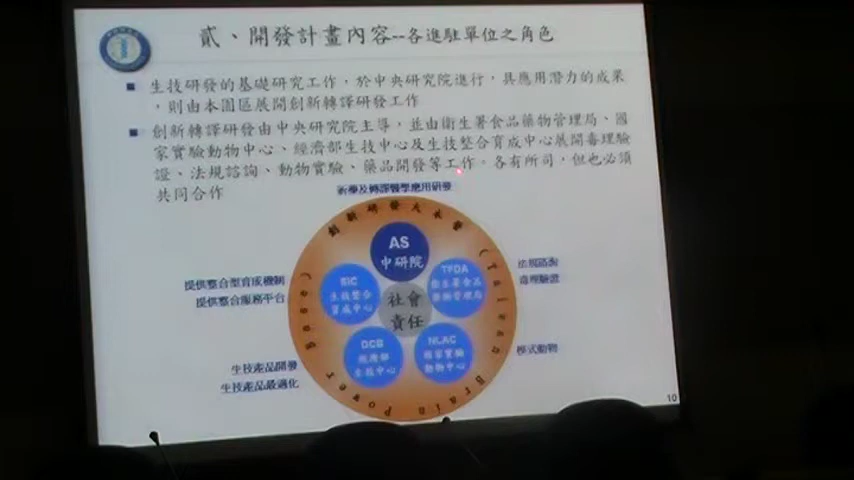 貳、開發計畫內容--各進駐單位之角色
生技研發的基礎研究工作，於中央研究院進行，具應用潛力的成果
，則由本園區展開創新轉譯研發工作
創新轉譯研發由中央研究院主導，並由衛生署食品藥物管理局、國
家實驗動物中心、經濟部生技中心及生技整合育成中心展開毒理驗
證、法規諮詢、動物實驗、藥品開發等工作，各有所司，但也必須
共同合作
新學及轉譯醫學應用研發
AS
中研院
提供整合型育成機制
提供整合服務平台
SIC
生技整合
育成中心
TFDA
衛生署食品
藥物管理局
法規諮詢
毒理驗證
社會
責任
生技產品開發
生技產品最適化
DCB
經濟部
生技中心
NLAC
國家實驗
動物中心
模式動物
(Taiwan Brain Power Base)
10